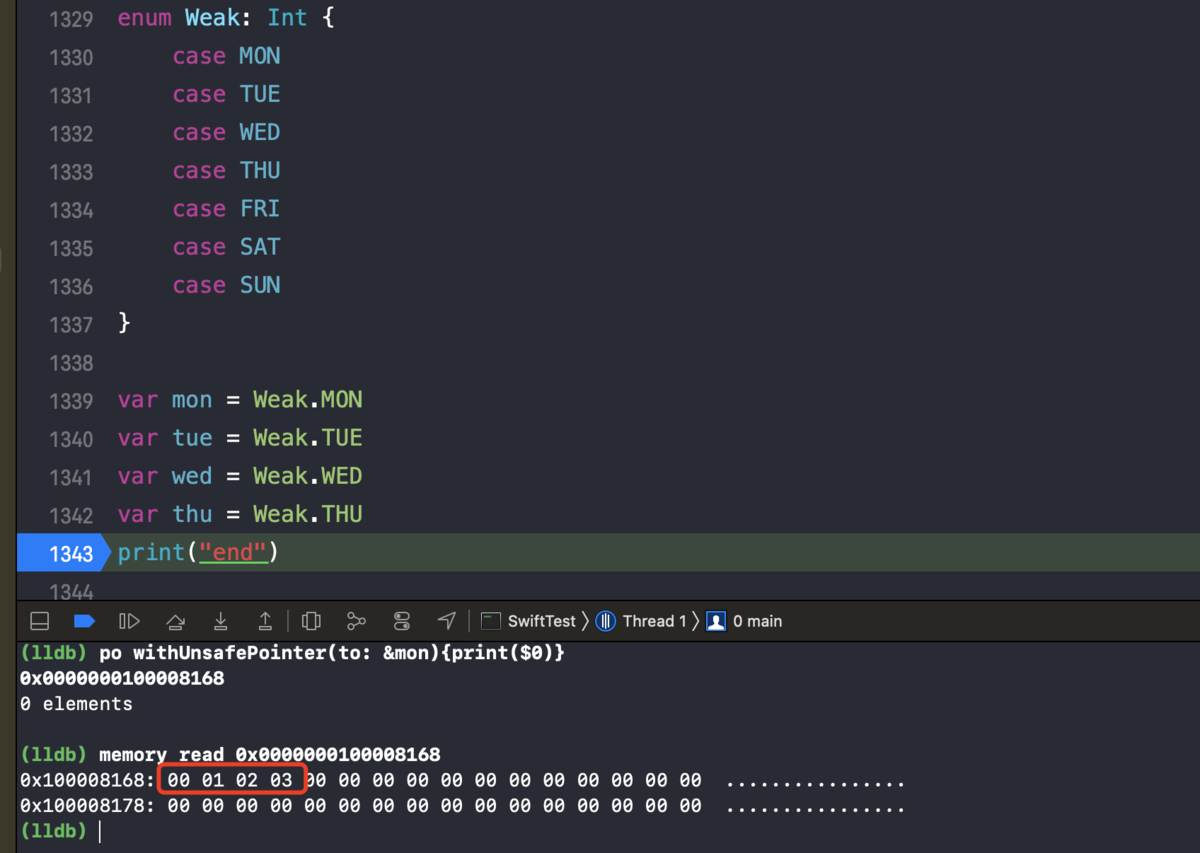 1329 enum Weak: Int {
1330     case MON
1331     case TUE
1332     case WED
1333     case THU
1334     case FRI
1335     case SAT
1336     case SUN
1337 }
1338
1339 var mon = Weak.MON
1340 var tue = Weak.TUE
1341 var wed = Weak.WED
1342 var thu = Weak.THU
1343 print("end")
1344
SwiftTest 〉 Thread 1 〉 0 main
(lldb) po withUnsafePointer(to: &mon){print($0)}
0x0000000100008168
0 elements
(lldb) memory read 0x0000000100008168
0x100008168: 00 01 02 03 00 00 00 00 00 00 00 00 00 00 00 00  ................
0x100008178: 00 00 00 00 00 00 00 00 00 00 00 00 00 00 00 00  ................
(lldb)